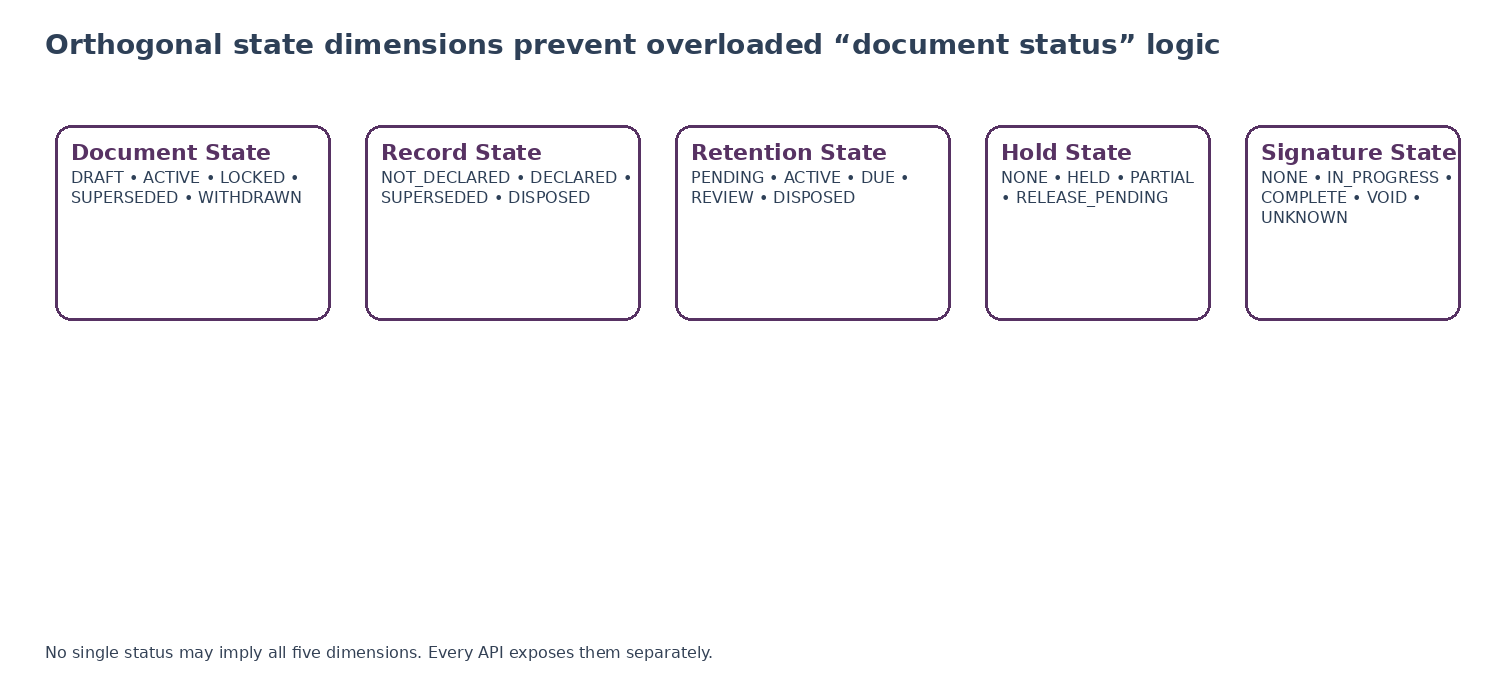 Orthogonal state dimensions prevent overloaded “document status” logic
Document State
DRAFT • ACTIVE • LOCKED •
SUPERSEDED • WITHDRAWN
Record State
NOT_DECLARED • DECLARED •
SUPERSEDED • DISPOSED
Retention State
PENDING • ACTIVE • DUE •
REVIEW • DISPOSED
Hold State
NONE • HELD • PARTIAL
• RELEASE_PENDING
Signature State
NONE • IN_PROGRESS •
COMPLETE • VOID •
UNKNOWN
No single status may imply all five dimensions. Every API exposes them separately.